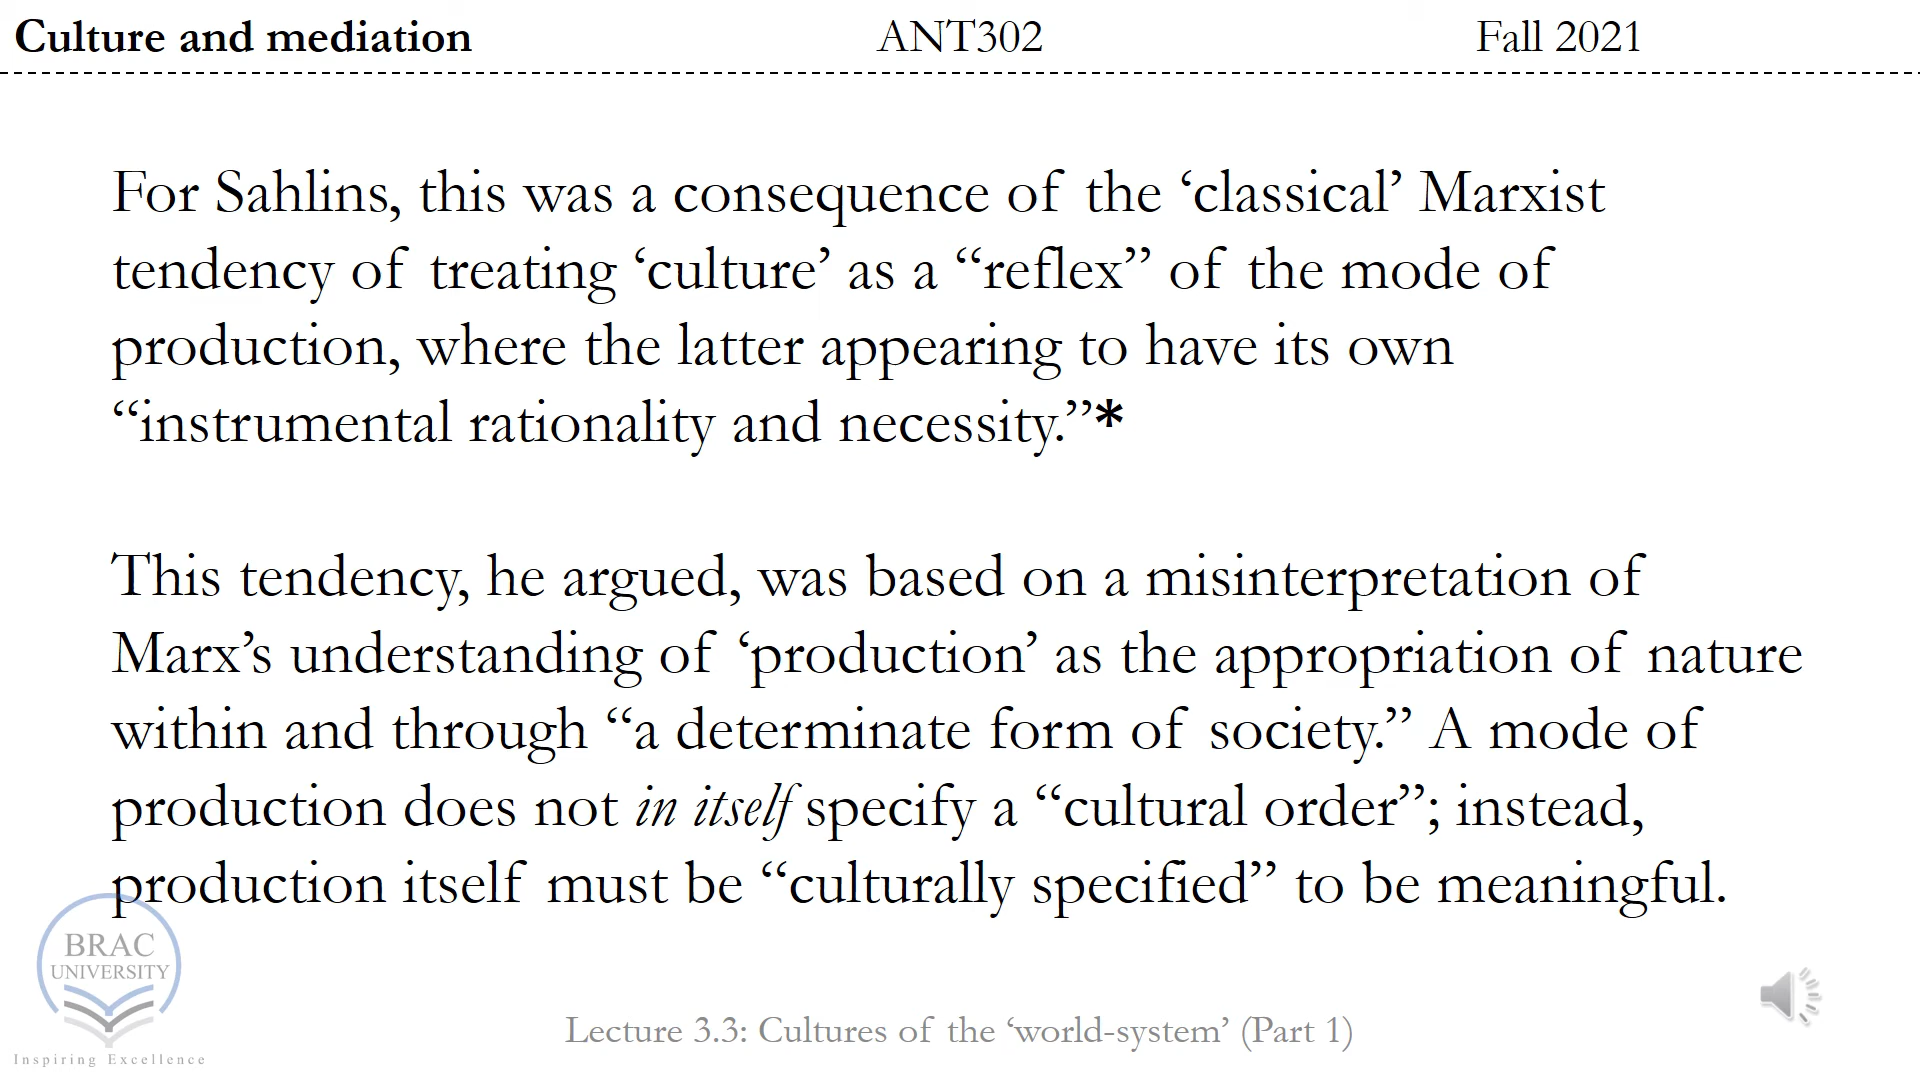 Culture and mediation ANT302 Fall 2021
For Sahlins, this was a consequence of the ‘classical’ Marxist
tendency of treating ‘culture’ as a “reflex” of the mode of
production, where the latter appearing to have its own
“instrumental rationality and necessity.”*
This tendency, he argued, was based on a misinterpretation of
Marx’s understanding of ‘production’ as the appropriation of nature
within and through “a determinate form of society.” A mode of
production does not in itself specify a “cultural order”; instead,
production itself must be “culturally specified” to be meaningful.
BRAC
UNIVERSITY
Inspiring Excellence
Lecture 3.3: Cultures of the ‘world-system’ (Part 1)